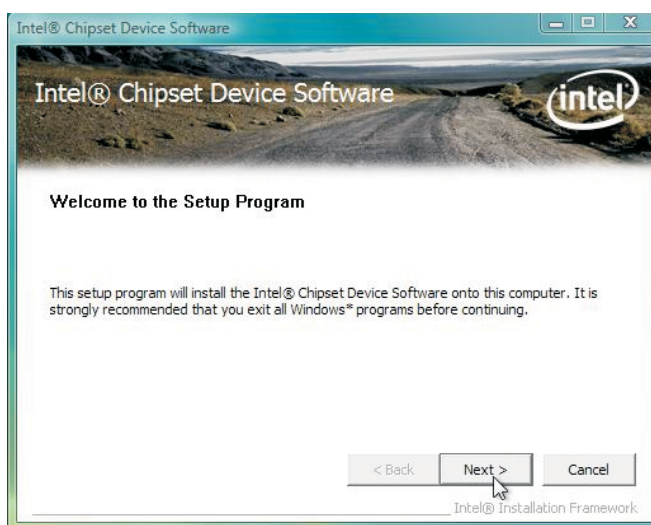 Intel® Chipset Device Software
Intel® Chipset Device Software
intel
Welcome to the Setup Program
This setup program will install the Intel® Chipset Device Software onto this computer. It is
strongly recommended that you exit all Windows* programs before continuing.
< Back Next > Cancel
Intel® Installation Framework